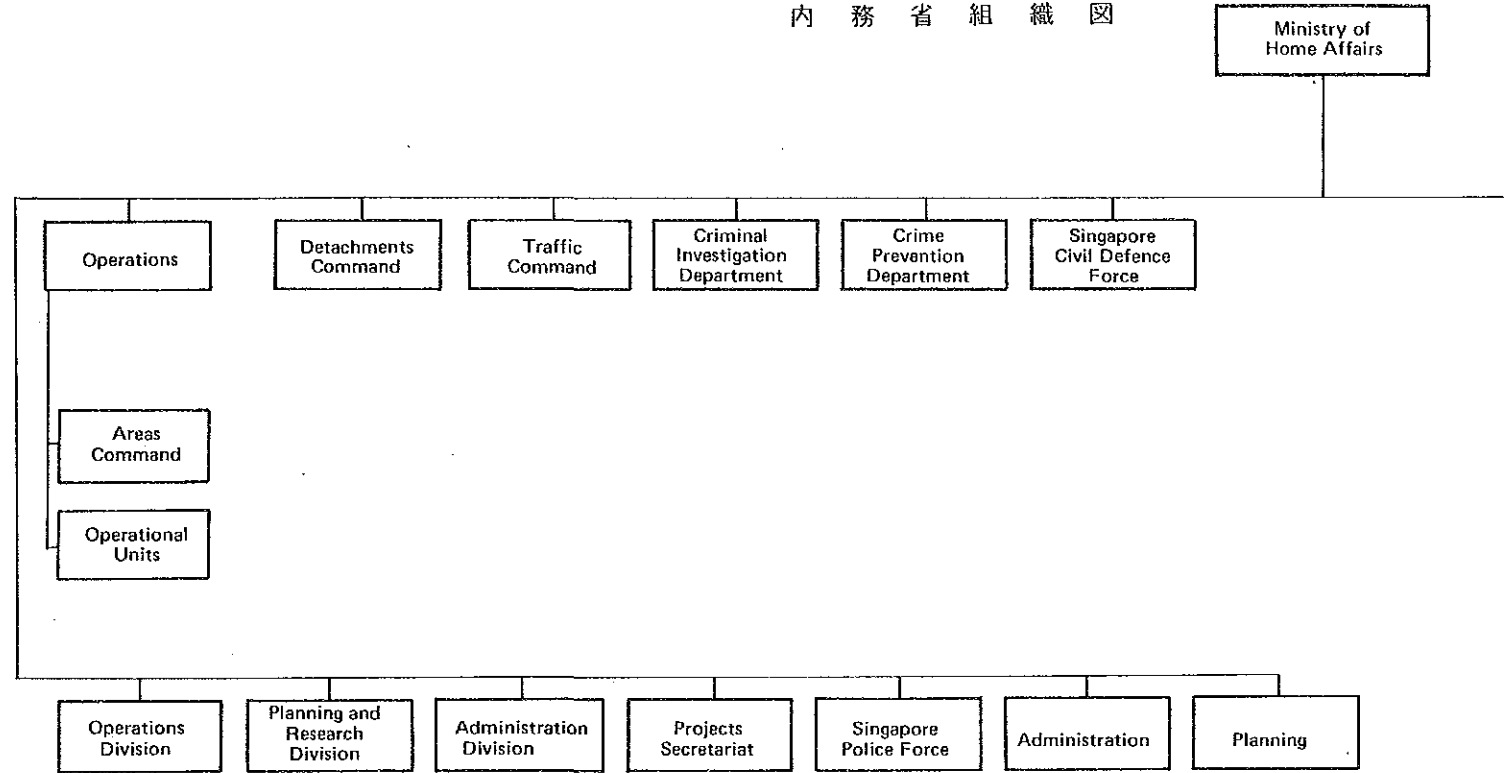 内務省組織図
Ministry of
Home Affairs
Operations
Detachments
Command
Traffic
Command
Criminal
Investigation
Department
Crime
Prevention
Department
Singapore
Civil Defence
Force
Areas
Command
Operational
Units
Operations
Division
Planning and
Research
Division
Administration
Division
Projects
Secretariat
Singapore
Police Force
Administration
Planning